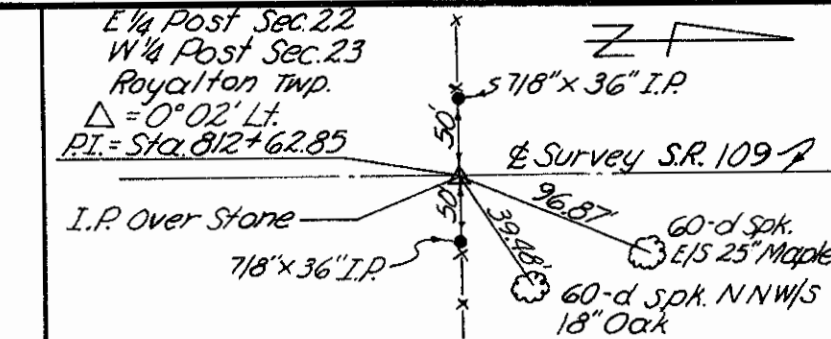 E 1/4 Post Sec. 22
W 1/4 Post Sec. 23
Royalton Twp.
Δ = 0° 02' Lt.
P.I. = Sta. 812+62.85
N
7/8" x 36" I.P.
50'
℄ Survey S.R. 109
I.P. Over Stone
50'
96.87'
39.48'
7/8" x 36" I.P.
60-d Spk.
E/S 25" Maple
60-d Spk. NNW/S
18" Oak